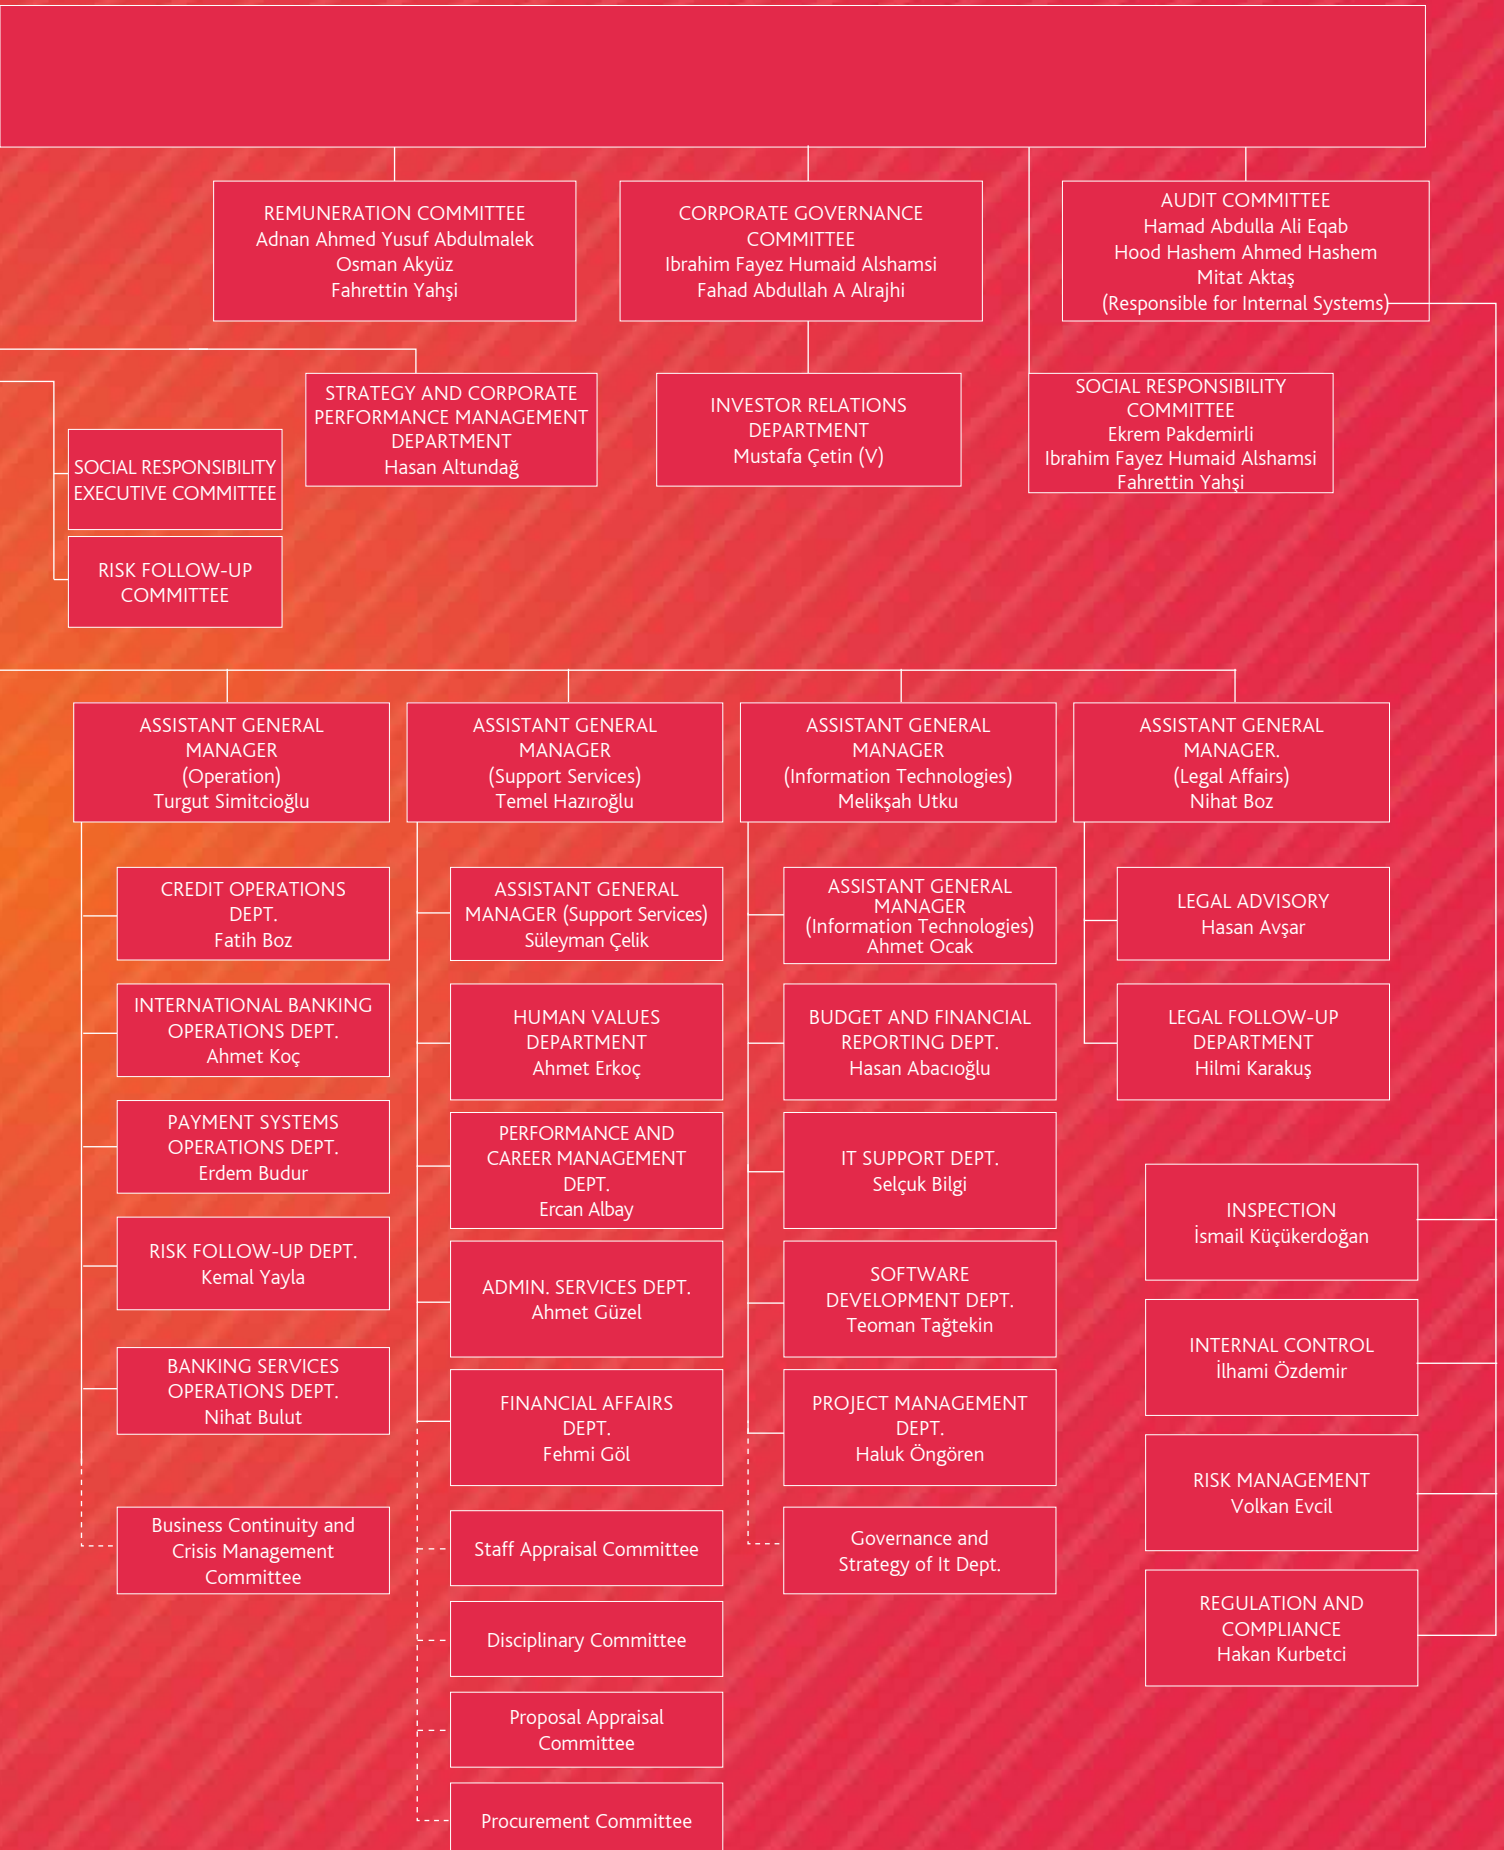 REMUNERATION COMMITTEE
Adnan Ahmed Yusuf Abdulmalek
Osman Akyüz
Fahrettin Yahşi
CORPORATE GOVERNANCE
COMMITTEE
Ibrahim Fayez Humaid Alshamsi
Fahad Abdullah A Alrajhi
AUDIT COMMITTEE
Hamad Abdulla Ali Eqab
Hood Hashem Ahmed Hashem
Mitat Aktaş
(Responsible for Internal Systems)
STRATEGY AND CORPORATE
PERFORMANCE MANAGEMENT
DEPARTMENT
Hasan Altundağ
INVESTOR RELATIONS
DEPARTMENT
Mustafa Çetin (V)
SOCIAL RESPONSIBILITY
COMMITTEE
Ekrem Pakdemirli
Ibrahim Fayez Humaid Alshamsi
Fahrettin Yahşi
SOCIAL RESPONSIBILITY
EXECUTIVE COMMITTEE
RISK FOLLOW-UP
COMMITTEE
ASSISTANT GENERAL
MANAGER
(Operation)
Turgut Simitcioğlu
ASSISTANT GENERAL
MANAGER
(Support Services)
Temel Hazıroğlu
ASSISTANT GENERAL
MANAGER
(Information Technologies)
Melikşah Utku
ASSISTANT GENERAL
MANAGER.
(Legal Affairs)
Nihat Boz
CREDIT OPERATIONS
DEPT.
Fatih Boz
INTERNATIONAL BANKING
OPERATIONS DEPT.
Ahmet Koç
PAYMENT SYSTEMS
OPERATIONS DEPT.
Erdem Budur
RISK FOLLOW-UP DEPT.
Kemal Yayla
BANKING SERVICES
OPERATIONS DEPT.
Nihat Bulut
Business Continuity and
Crisis Management
Committee
ASSISTANT GENERAL
MANAGER (Support Services)
Süleyman Çelik
HUMAN VALUES
DEPARTMENT
Ahmet Erkoç
PERFORMANCE AND
CAREER MANAGEMENT
DEPT.
Ercan Albay
ADMIN. SERVICES DEPT.
Ahmet Güzel
FINANCIAL AFFAIRS
DEPT.
Fehmi Göl
Staff Appraisal Committee
Disciplinary Committee
Proposal Appraisal
Committee
Procurement Committee
ASSISTANT GENERAL
MANAGER
(Information Technologies)
Ahmet Ocak
BUDGET AND FINANCIAL
REPORTING DEPT.
Hasan Abacıoğlu
IT SUPPORT DEPT.
Selçuk Bilgi
SOFTWARE
DEVELOPMENT DEPT.
Teoman Tağtekin
PROJECT MANAGEMENT
DEPT.
Haluk Öngören
Governance and
Strategy of It Dept.
LEGAL ADVISORY
Hasan Avşar
LEGAL FOLLOW-UP
DEPARTMENT
Hilmi Karakuş
INSPECTION
İsmail Küçükerdoğan
INTERNAL CONTROL
İlhami Özdemir
RISK MANAGEMENT
Volkan Evcil
REGULATION AND
COMPLIANCE
Hakan Kurbetci